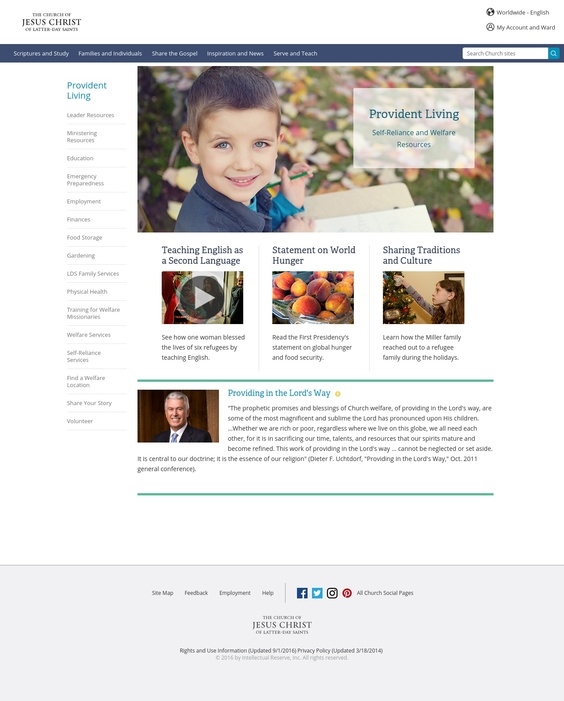 THE CHURCH OF
JESUS CHRIST
OF LATTER-DAY SAINTS
Worldwide - English
My Account and Ward
Scriptures and Study
Families and Individuals
Share the Gospel
Inspiration and News
Serve and Teach
Search Church sites
Provident
Living
Leader Resources
Ministering
Resources
Education
Emergency
Preparedness
Employment
Finances
Food Storage
Gardening
LDS Family Services
Physical Health
Training for Welfare
Missionaries
Welfare Services
Self-Reliance
Services
Find a Welfare
Location
Share Your Story
Volunteer
Provident Living
Self-Reliance and Welfare
Resources
Teaching English as
a Second Language
See how one woman blessed
the lives of six refugees by
teaching English.
Statement on World
Hunger
Read the First Presidency's
statement on global hunger
and food security.
Sharing Traditions
and Culture
Learn how the Miller family
reached out to a refugee
family during the holidays.
Providing in the Lord's Way
"The prophetic promises and blessings of Church welfare, of providing in the Lord's way, are
some of the most magnificent and sublime the Lord has pronounced upon His children.
...Whether we are rich or poor, regardless where we live on this globe, we all need each
other, for it is in sacrificing our time, talents, and resources that our spirits mature and
become refined. This work of providing in the Lord's way ... cannot be neglected or set aside.
It is central to our doctrine; it is the essence of our religion" (Dieter F. Uchtdorf, "Providing in the Lord's Way," Oct. 2011
general conference).
Site Map
Feedback
Employment
Help
All Church Social Pages
THE CHURCH OF
JESUS CHRIST
OF LATTER-DAY SAINTS
Rights and Use Information (Updated 9/1/2016) Privacy Policy (Updated 3/18/2014)
© 2016 by Intellectual Reserve, Inc. All rights reserved.